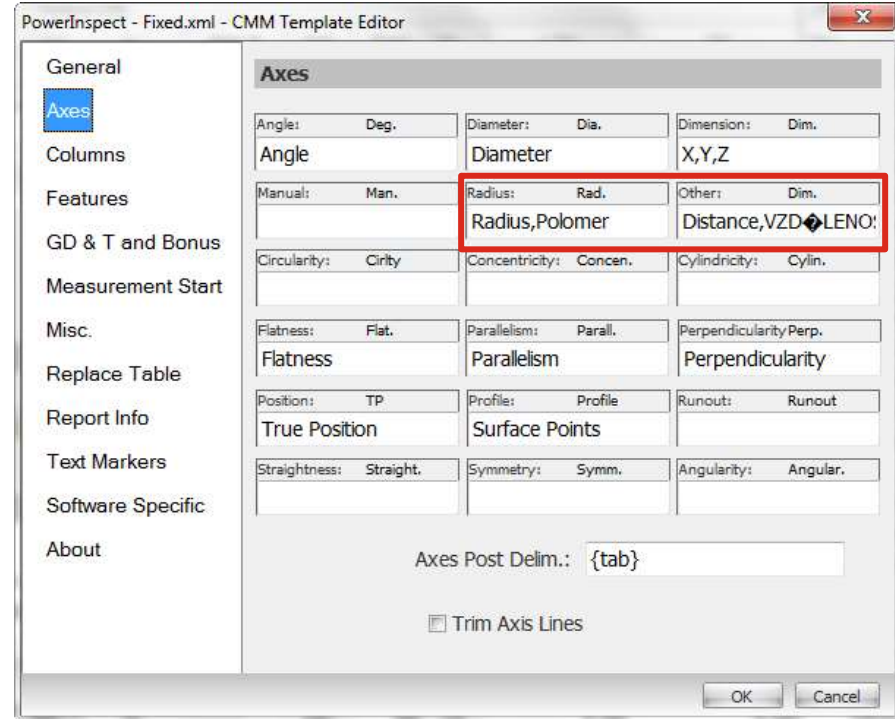 PowerInspect - Fixed.xml - CMM Template Editor
General
Axes
Columns
Features
GD & T and Bonus
Measurement Start
Misc.
Replace Table
Report Info
Text Markers
Software Specific
About
Axes
Angle: Deg. Diameter: Dia. Dimension: Dim.
Angle Diameter X,Y,Z
Manual: Man. Radius: Rad. Other: Dim.
Radius,Polomer Distance,VZD�LENOS
Circularity: Cirlty Concentricity: Concen. Cylindricity: Cylin.
Flatness: Flat. Parallelism: Parall. Perpendicularity Perp.
Flatness Parallelism Perpendicularity
Position: TP Profile: Profile Runout: Runout
True Position Surface Points
Straightness: Straight. Symmetry: Symm. Angularity: Angular.
Axes Post Delim.: {tab}
Trim Axis Lines
OK Cancel